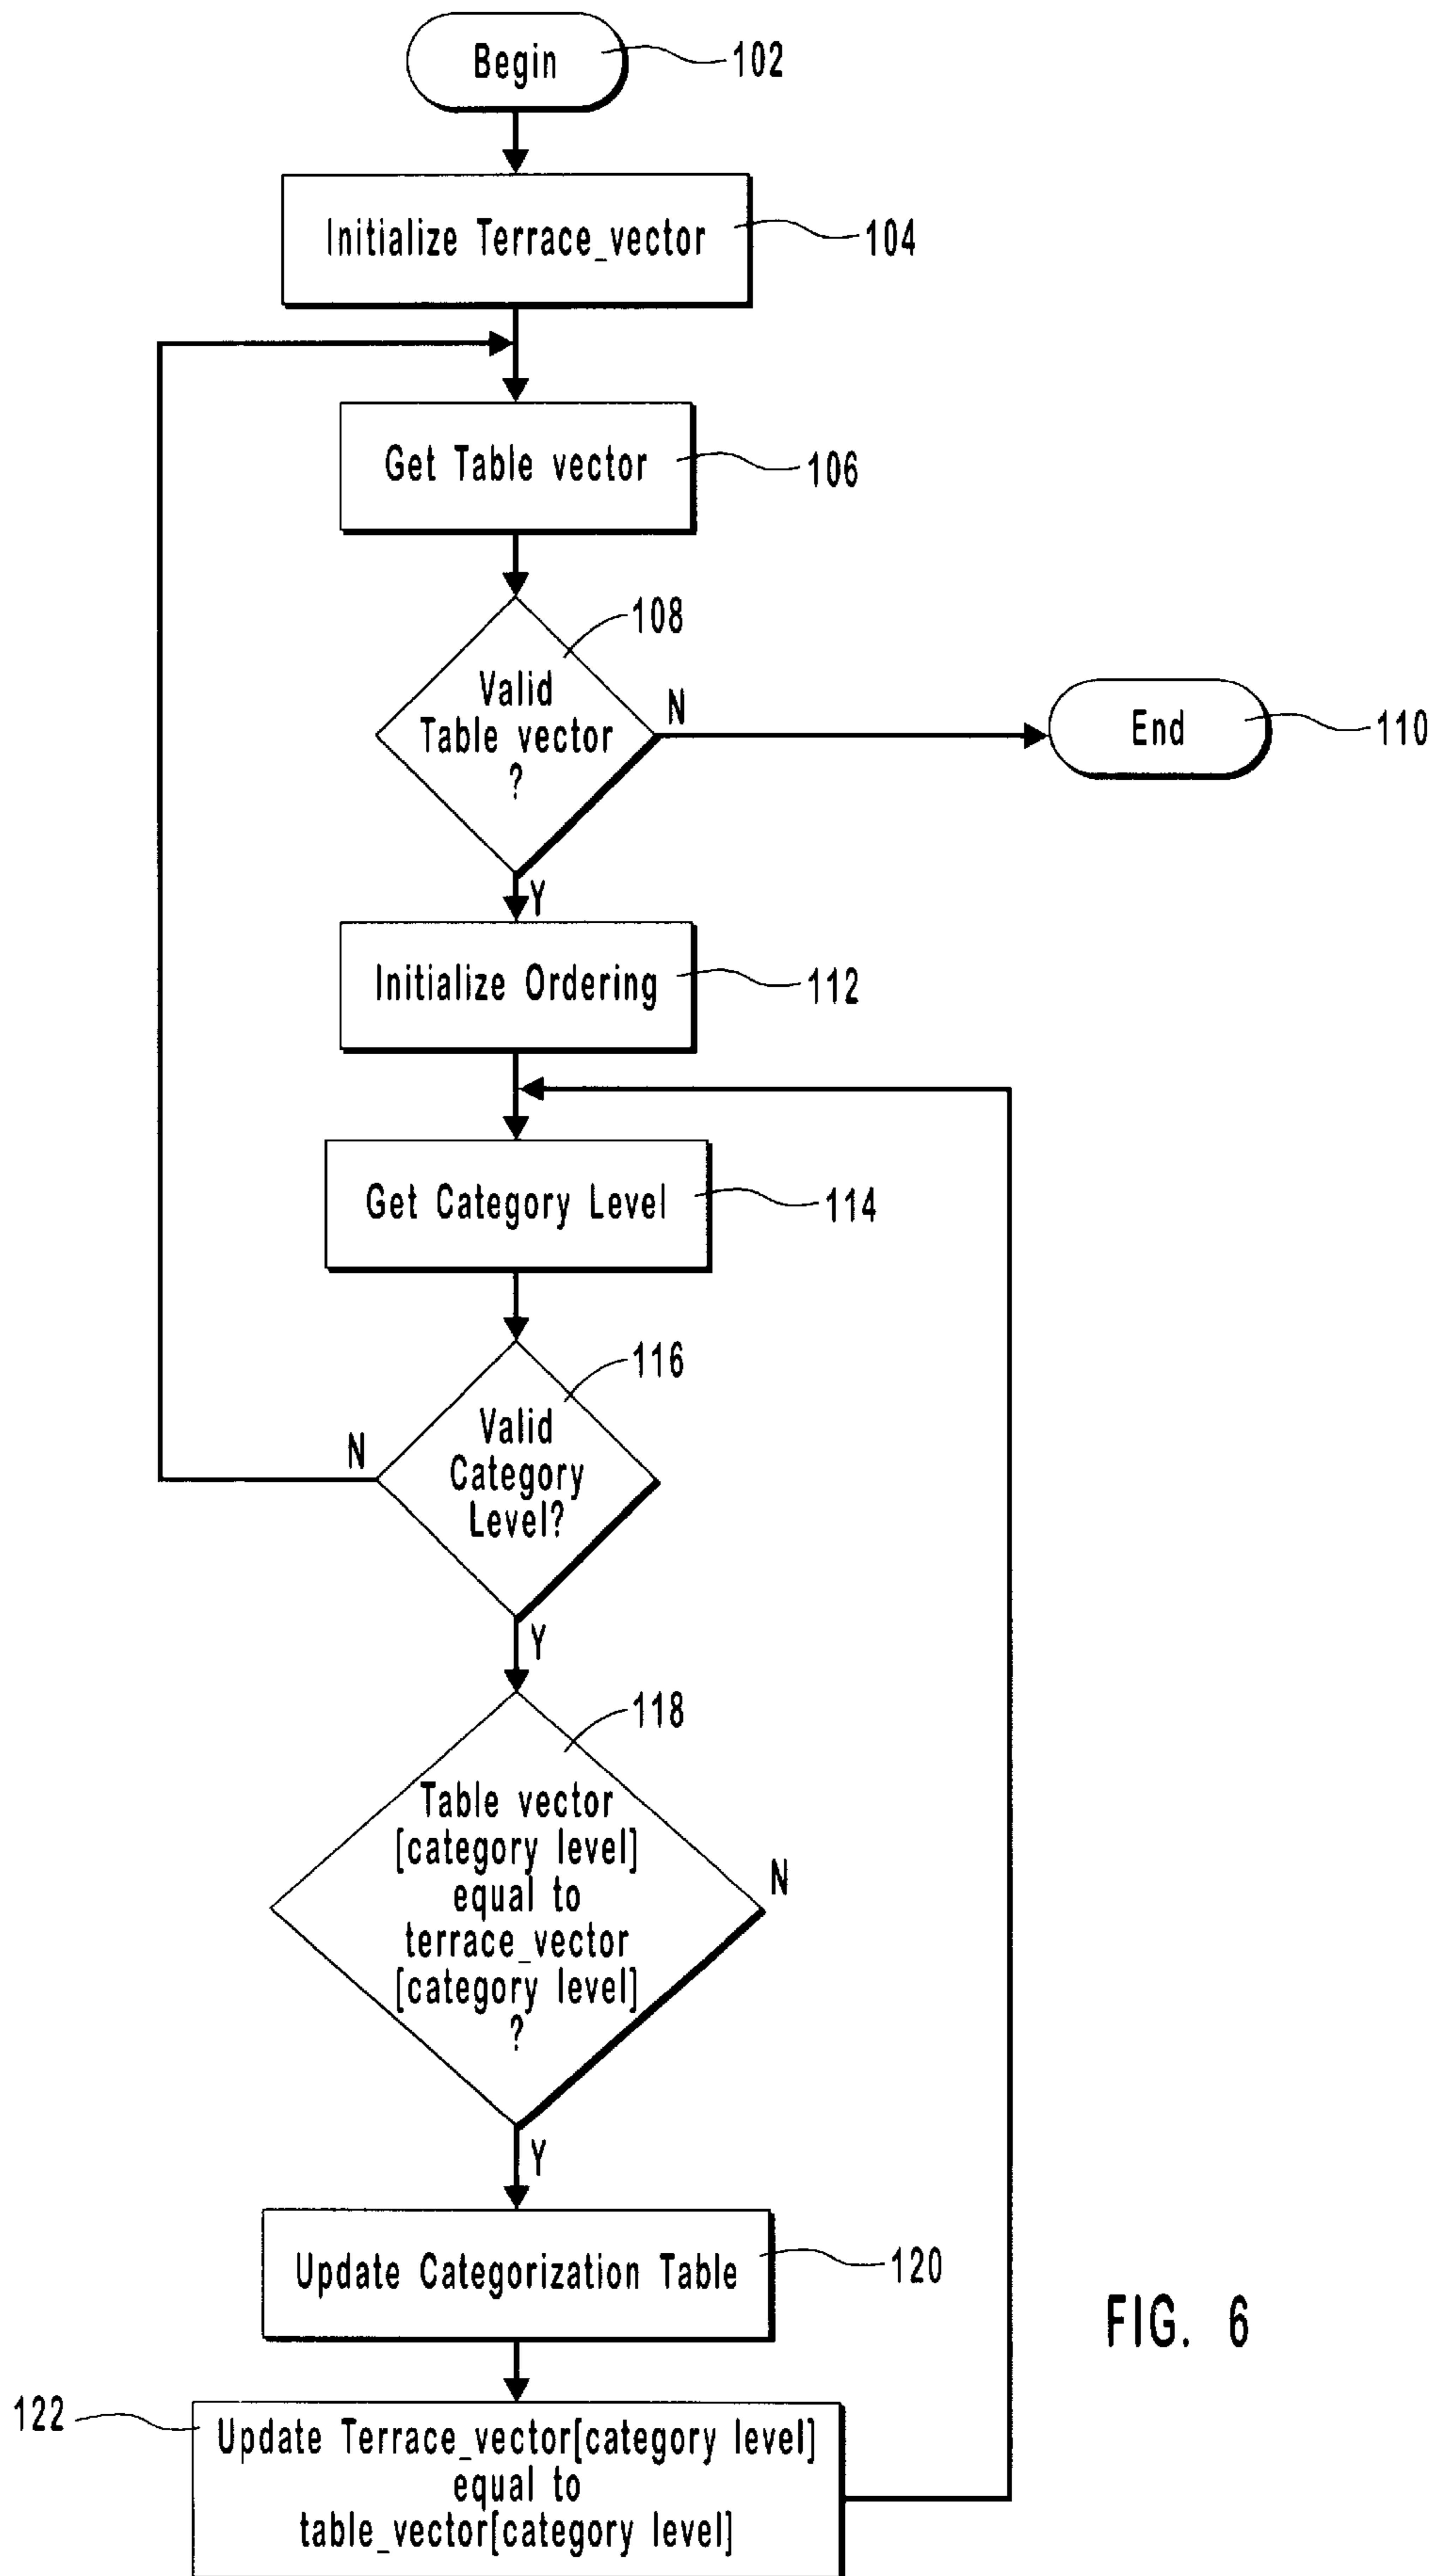 Begin
102
Initialize Terrace_vector
104
Get Table vector
106
108
Valid
Table vector
?
N
End
110
Y
Initialize Ordering
112
Get Category Level
114
116
Valid
Category
Level?
N
Y
118
Table vector
[category level]
equal to
terrace_vector
[category level]
?
N
Y
Update Categorization Table
120
FIG. 6
122
Update Terrace_vector[category level]
equal to
table_vector[category level]